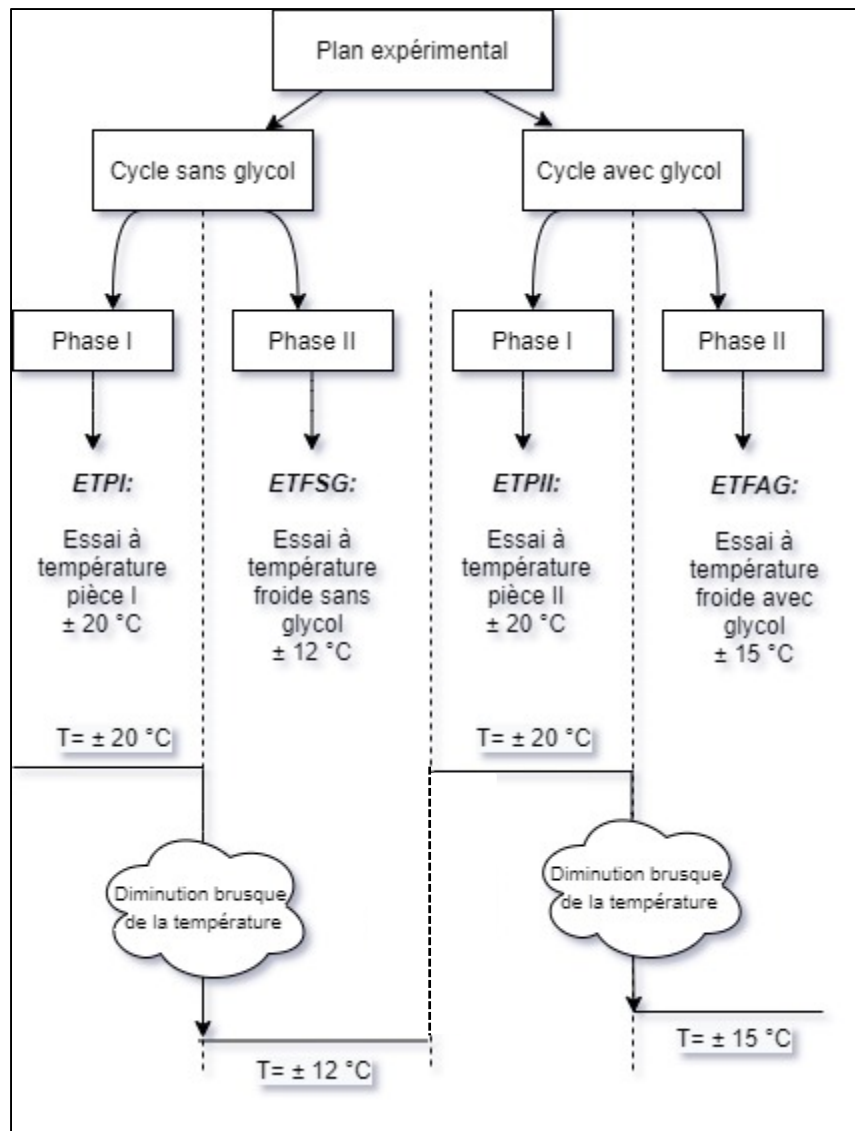 Plan expérimental
Cycle sans glycol
Cycle avec glycol
Phase I
Phase II
Phase I
Phase II
ETPI:
Essai à
température
pièce I
± 20 °C
ETFSG:
Essai à
température
froide sans
glycol
± 12 °C
ETPII:
Essai à
température
pièce II
± 20 °C
ETFAG:
Essai à
température
froide avec
glycol
± 15 °C
T= ± 20 °C
T= ± 20 °C
Diminution brusque
de la température
Diminution brusque
de la température
T= ± 12 °C
T= ± 15 °C